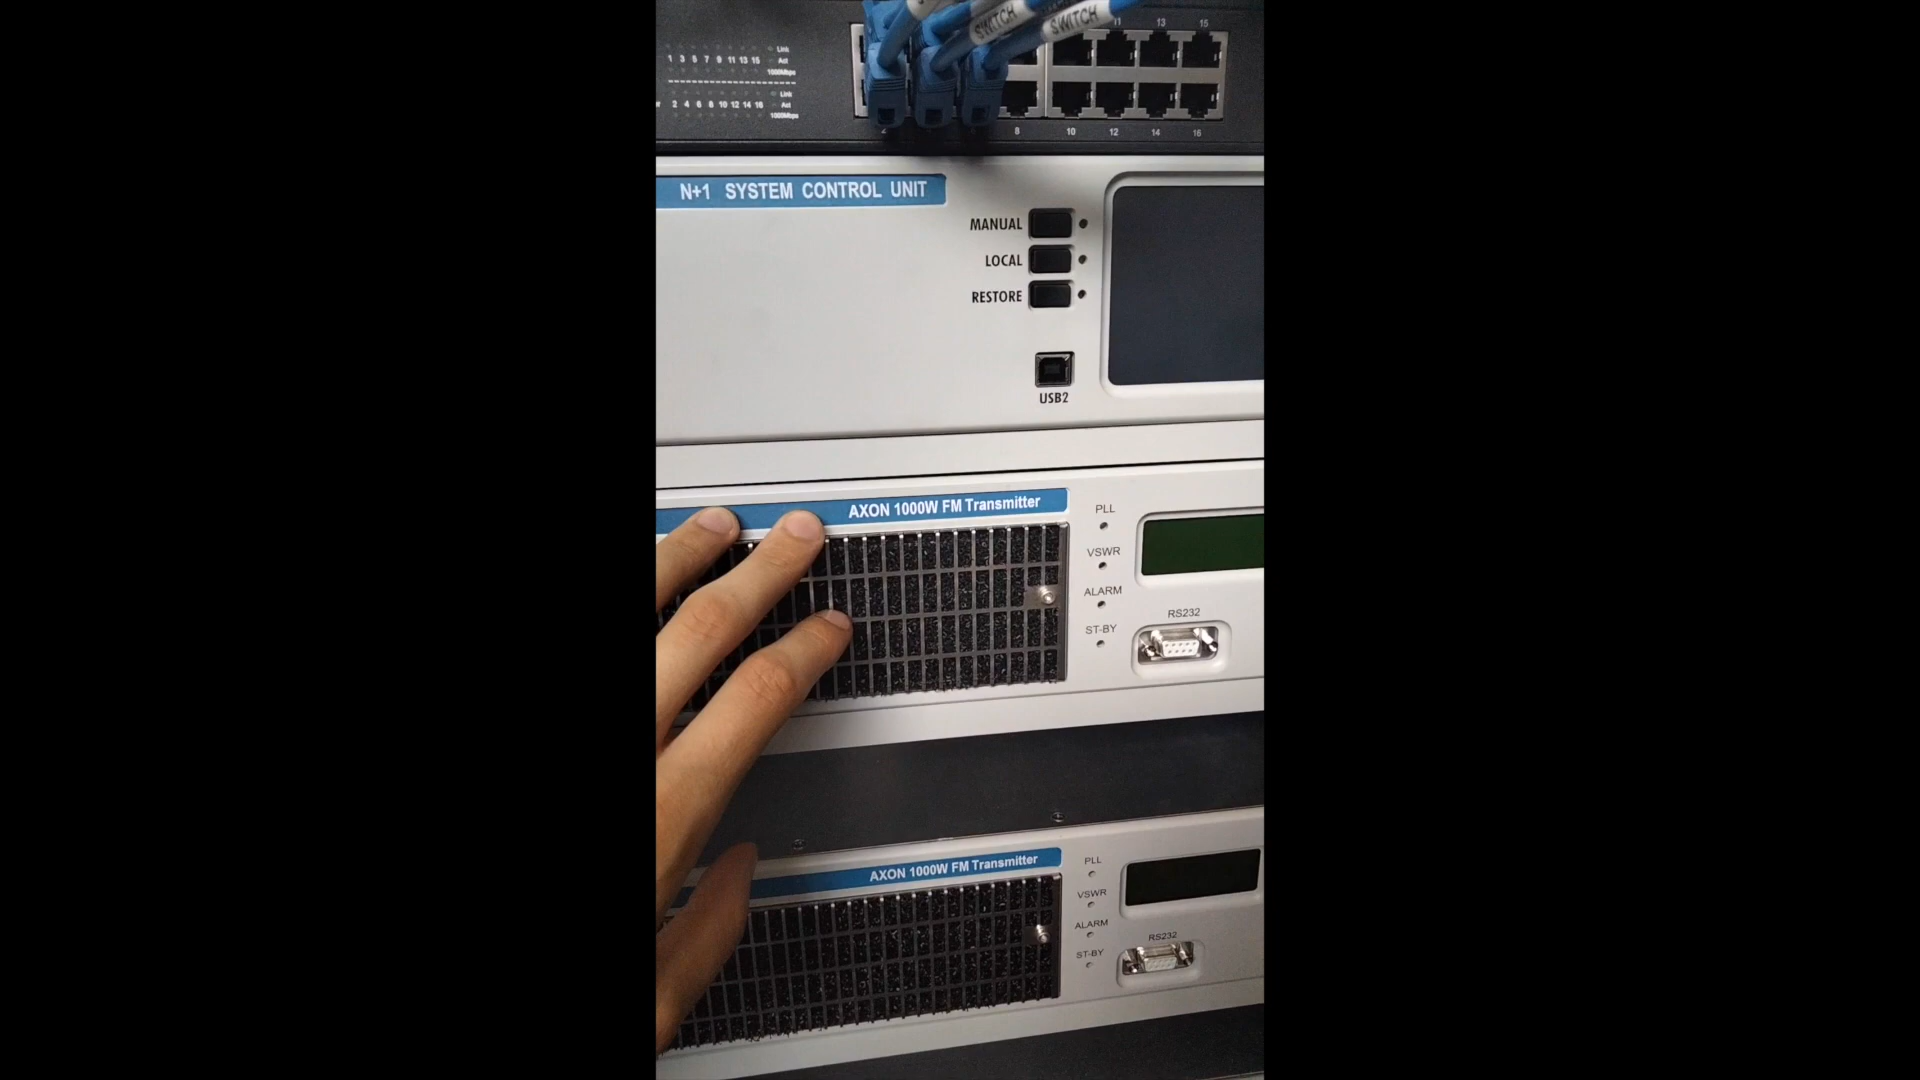 SWITCH
SWITCH
11 13 15
1 3 5 7 9 11 13 15
Link
Act
1000Mbps
2 4 6 8 10 12 14 16
Link
Act
1000Mbps
2 8 10 12 14 16
N+1 SYSTEM CONTROL UNIT
MANUAL
LOCAL
RESTORE
USB2
AXON 1000W FM Transmitter
PLL
VSWR
ALARM
ST-BY
RS232
AXON 1000W FM Transmitter
PLL
VSWR
ALARM
ST-BY
RS232